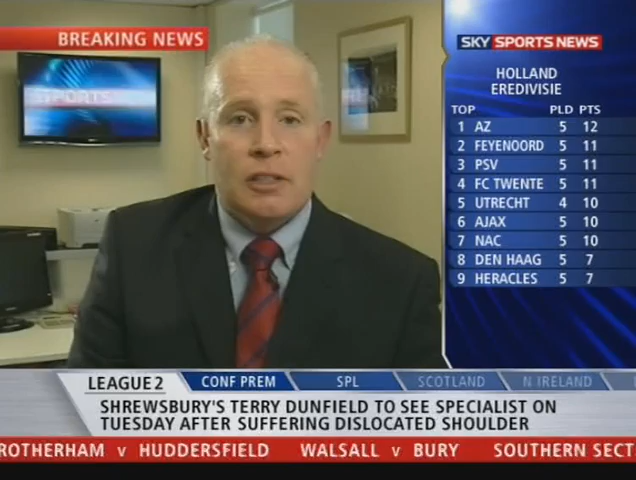 BREAKING NEWS
SKY SPORTS NEWS
HOLLAND
EREDIVISIE
TOP PLD PTS
1 AZ 5 12
2 FEYENOORD 5 11
3 PSV 5 11
4 FC TWENTE 5 11
5 UTRECHT 4 10
6 AJAX 5 10
7 NAC 5 10
8 DEN HAAG 5 7
9 HERACLES 5 7
LEAGUE 2 CONF PREM SPL SCOTLAND N IRELAND
SHREWSBURY'S TERRY DUNFIELD TO SEE SPECIALIST ON
TUESDAY AFTER SUFFERING DISLOCATED SHOULDER
ROTHERHAM v HUDDERSFIELD WALSALL v BURY SOUTHERN SECT